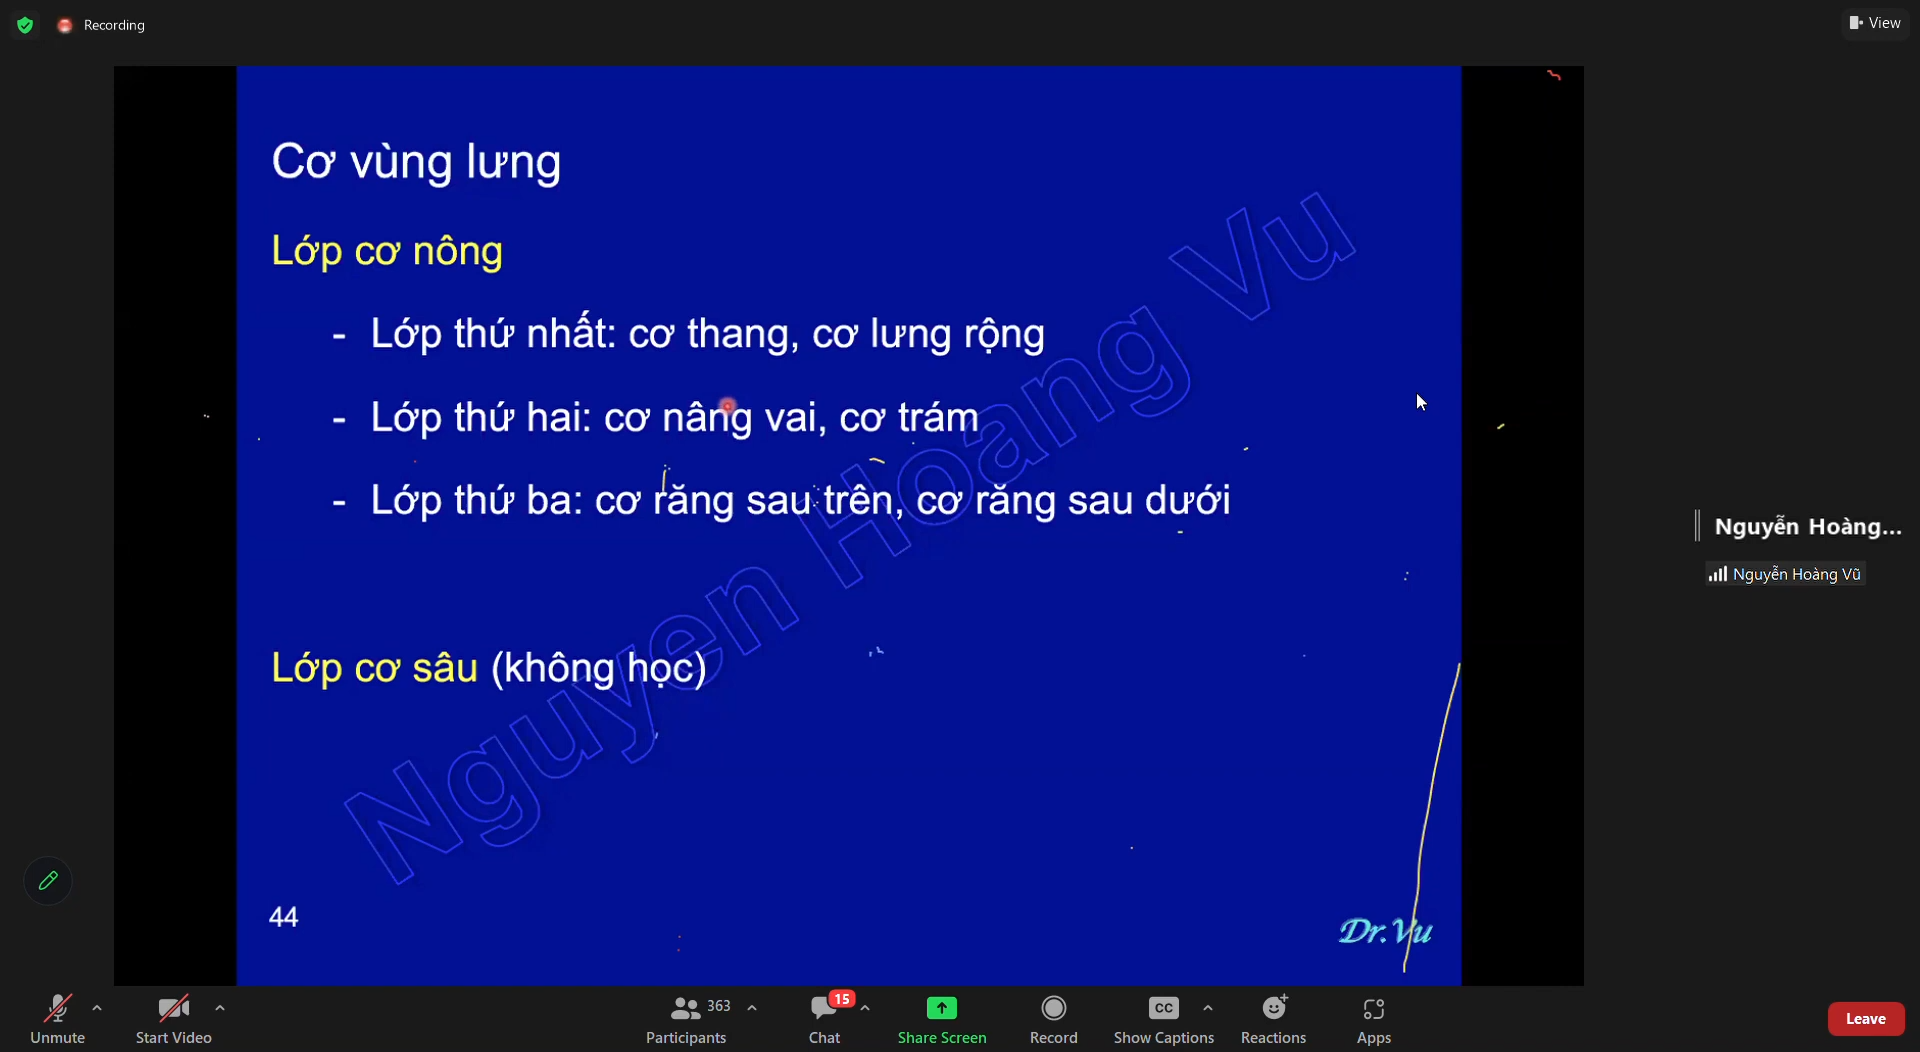 Recording
View
Cơ vùng lưng
Lớp cơ nông
- Lớp thứ nhất: cơ thang, cơ lưng rộng
- Lớp thứ hai: cơ nâng vai, cơ trám
- Lớp thứ ba: cơ răng sau trên, cơ răng sau dưới
Lớp cơ sâu (không học)
Nguyen Hoang Vu
44
Dr.Vu
Nguyễn Hoàng...
Nguyễn Hoàng Vũ
Unmute
Start Video
363
Participants
15
Chat
Share Screen
Record
CC
Show Captions
Reactions
Apps
Leave